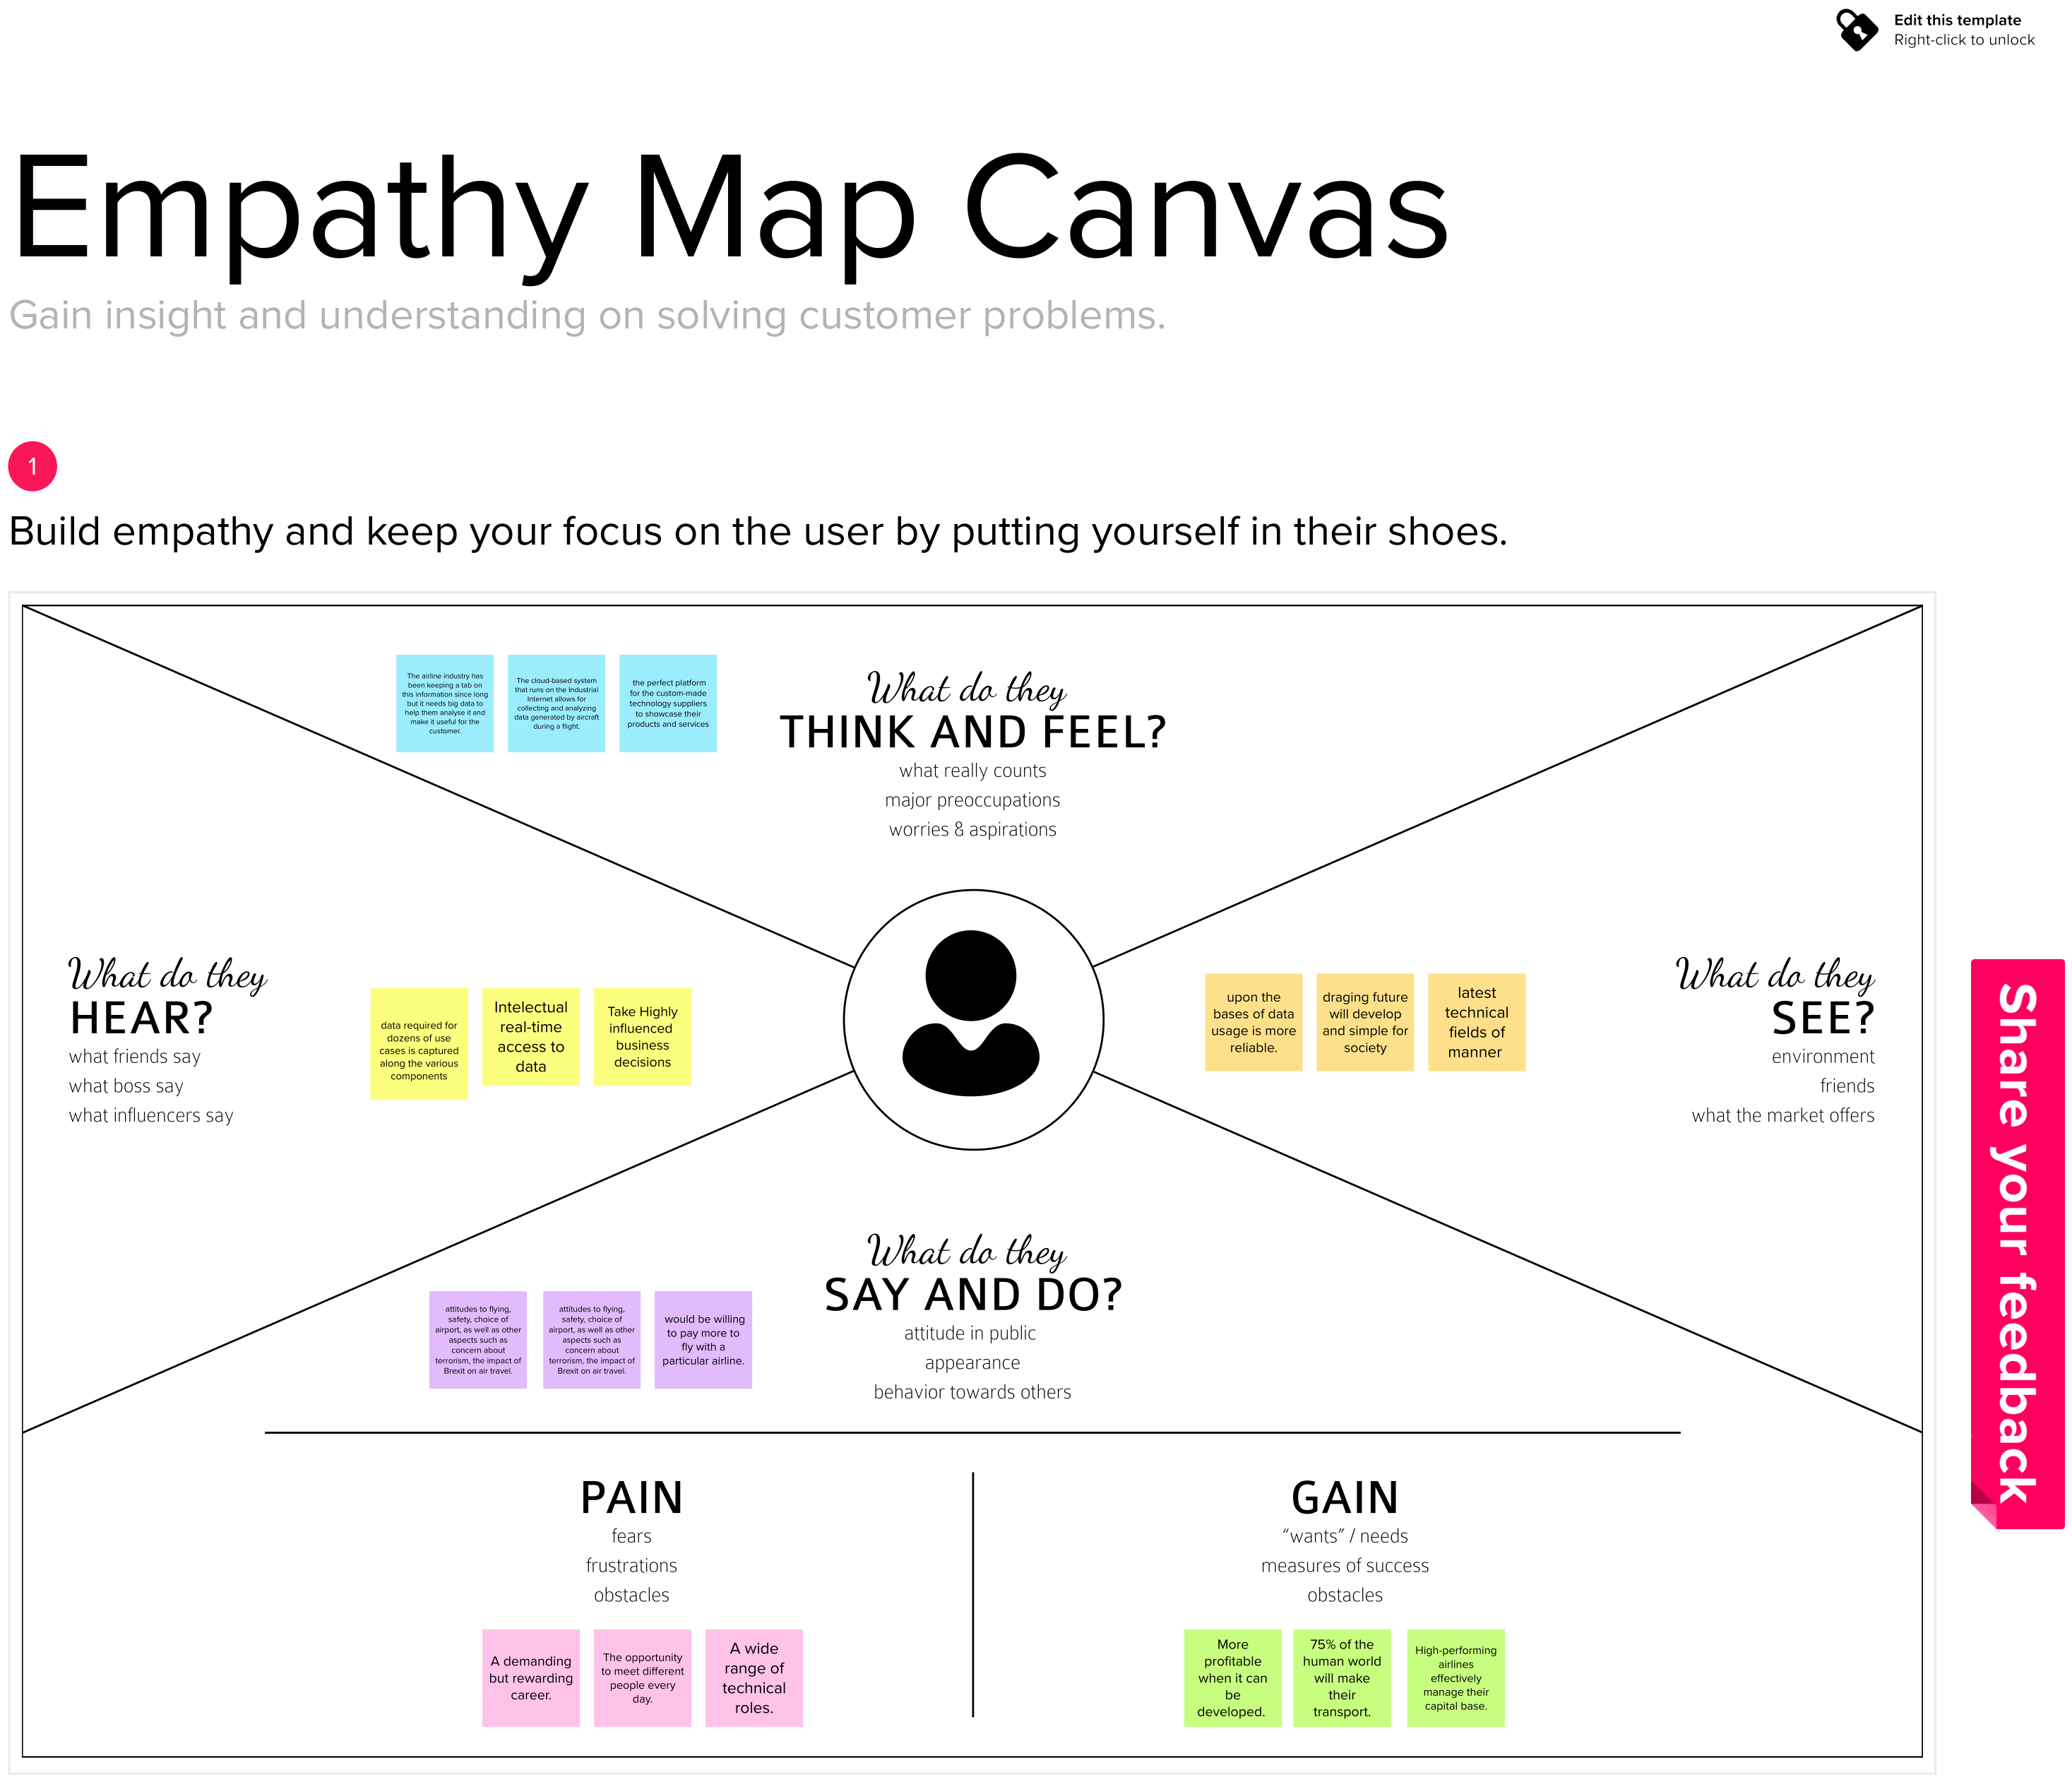 Edit this template
Right-click to unlock
Empathy Map Canvas
Gain insight and understanding on solving customer problems.
1
Build empathy and keep your focus on the user by putting yourself in their shoes.
The airline industry has
been keeping a tab on
this information since long
but it needs big data to
help them analyse it and
make it useful for the
customer.
The cloud-based system
that runs on the Industrial
Internet allows for
collecting and analyzing
data generated by aircraft
during a flight.
the perfect platform
for the custom-made
technology suppliers
to showcase their
products and services
What do they
THINK AND FEEL?
what really counts
major preoccupations
worries & aspirations
What do they
HEAR?
what friends say
what boss say
what influencers say
data required for
dozens of use
cases is captured
along the various
components
Intelectual
real-time
access to
data
Take Highly
influenced
business
decisions
upon the
bases of data
usage is more
reliable.
draging future
will develop
and simple for
society
latest
technical
fields of
manner
What do they
SEE?
environment
friends
what the market offers
Share your feedback
What do they
SAY AND DO?
attitude in public
appearance
behavior towards others
attitudes to flying,
safety, choice of
airport, as well as other
aspects such as
concern about
terrorism, the impact of
Brexit on air travel.
attitudes to flying,
safety, choice of
airport, as well as other
aspects such as
concern about
terrorism, the impact of
Brexit on air travel.
would be willing
to pay more to
fly with a
particular airline.
PAIN
fears
frustrations
obstacles
A demanding
but rewarding
career.
The opportunity
to meet different
people every
day.
A wide
range of
technical
roles.
GAIN
“wants” / needs
measures of success
obstacles
More
profitable
when it can
be
developed.
75% of the
human world
will make
their
transport.
High-performing
airlines
effectively
manage their
capital base.